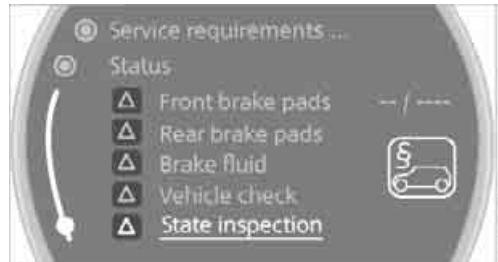 Service requirements ...
Status
Front brake pads -- / ----
Rear brake pads
Brake fluid
§
Vehicle check
State inspection